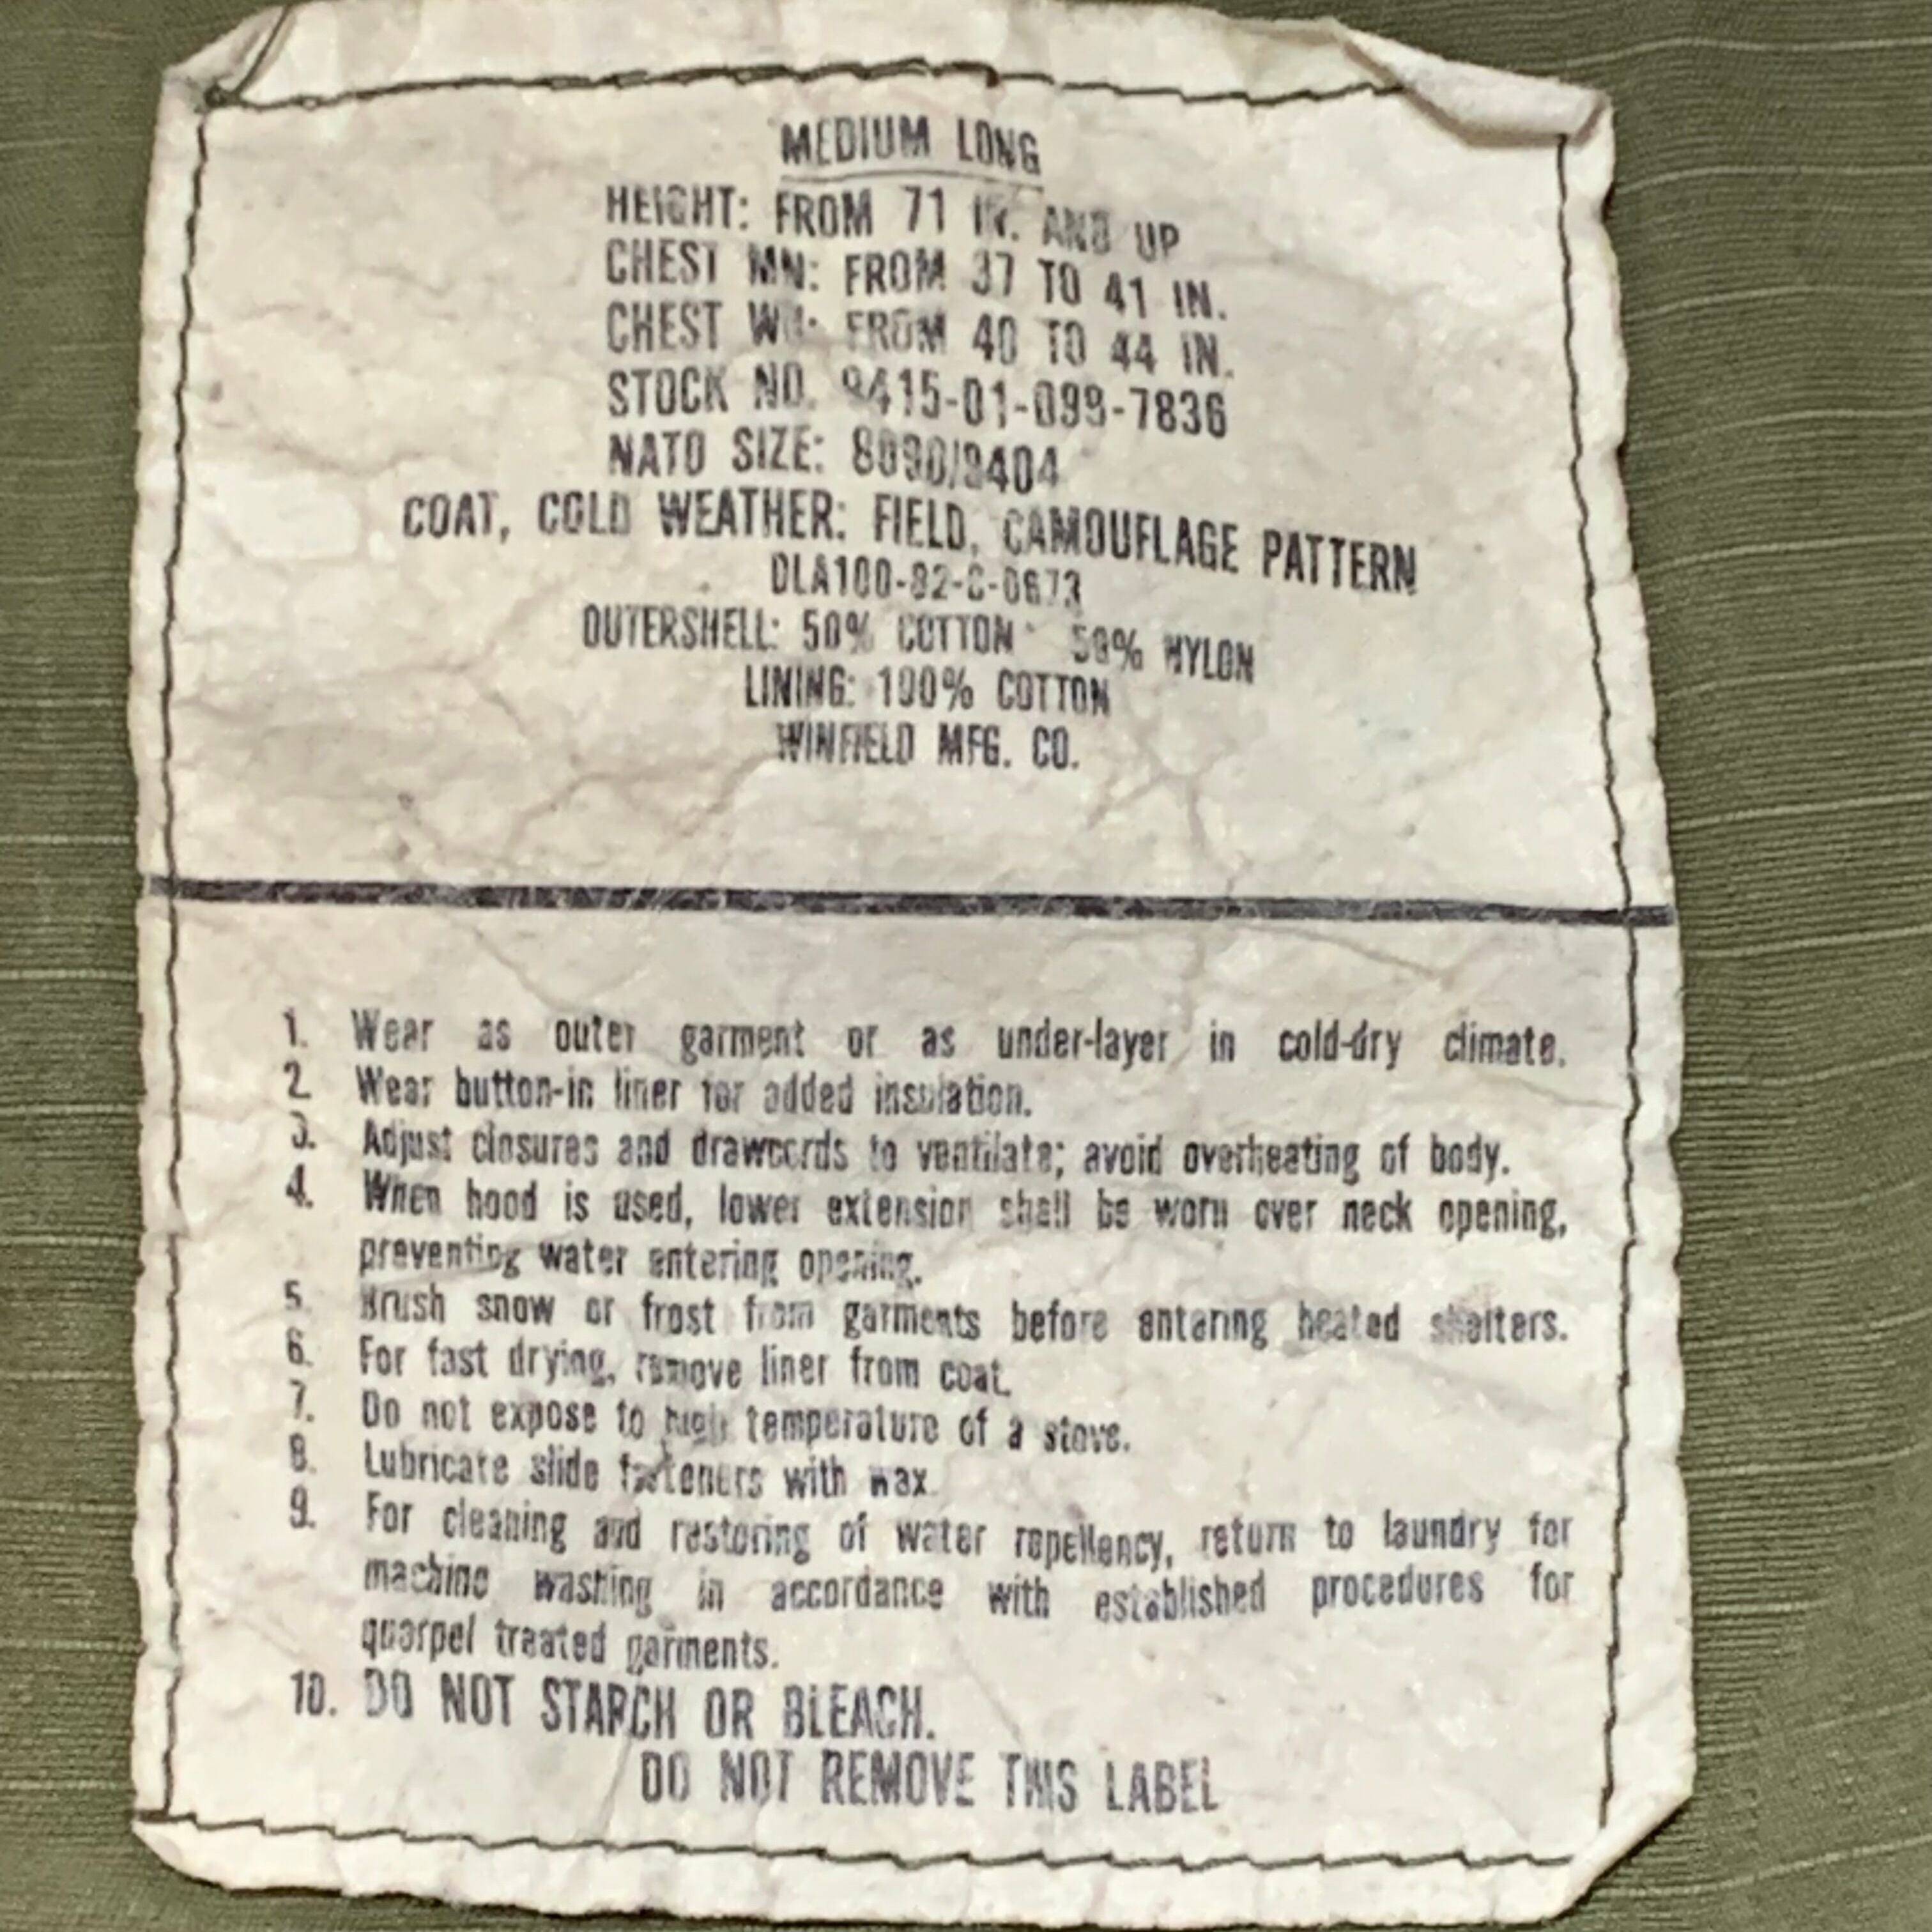 MEDIUM LONG
HEIGHT: FROM 71 IN. AND UP
CHEST MN: FROM 37 TO 41 IN.
CHEST WN: FROM 40 TO 44 IN.
STOCK NO. 8415-01-099-7836
NATO SIZE: 8090/9404
COAT, COLD WEATHER: FIELD, CAMOUFLAGE PATTERN
DLA100-82-C-0673
OUTERSHELL: 50% COTTON 50% NYLON
LINING: 100% COTTON
WINFIELD MFG. CO.
1. Wear as outer garment or as under-layer in cold-dry climate.
2. Wear button-in liner for added insulation.
3. Adjust closures and drawcords to ventilate; avoid overheating of body.
4. When hood is used, lower extension shall be worn over neck opening,
preventing water entering opening.
5. Brush snow or frost from garments before entering heated shelters.
6. For fast drying, remove liner from coat.
7. Do not expose to high temperature of a stove.
8. Lubricate slide fasteners with wax.
9. For cleaning and restoring of water repellency, return to laundry for
machine washing in accordance with established procedures for
quarpel treated garments.
10. DO NOT STARCH OR BLEACH.
DO NOT REMOVE THIS LABEL